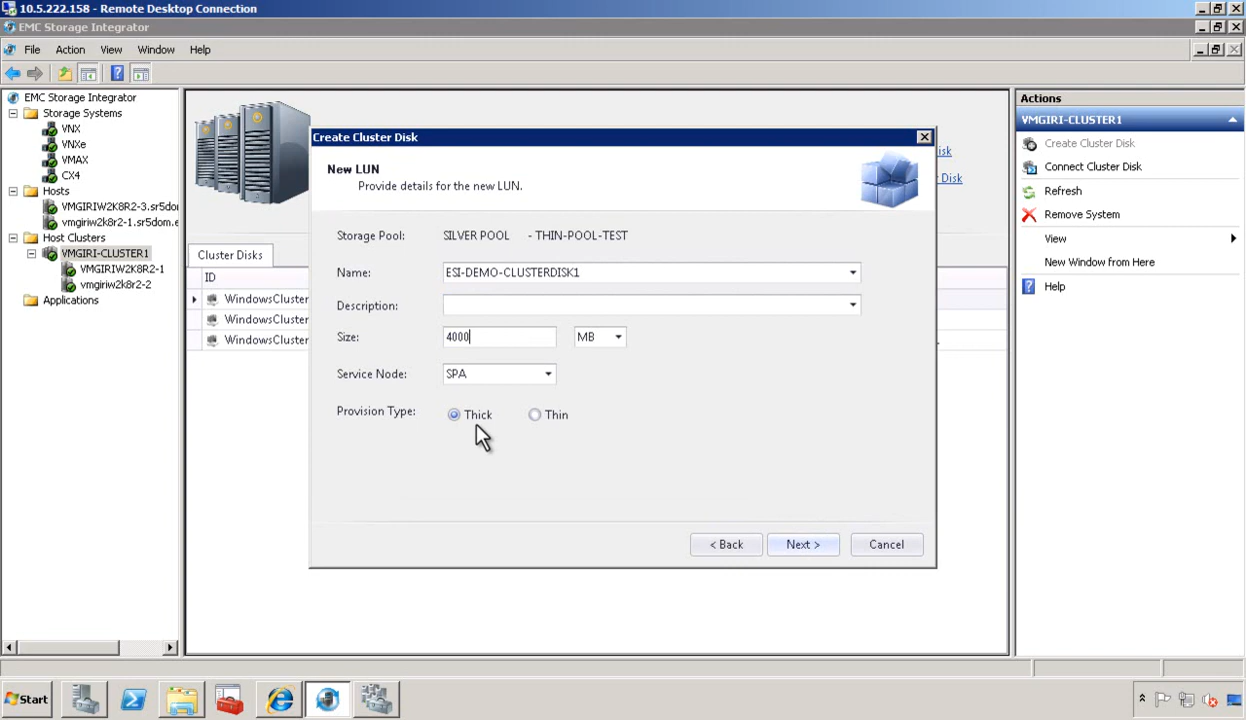 10.5.222.158 - Remote Desktop Connection
EMC Storage Integrator
File Action View Window Help
EMC Storage Integrator
Storage Systems
VNX
VNXe
VMAX
CX4
Hosts
VMGIRIW2K8R2-3.sr5dom
vmgiriw2k8r2-1.sr5dom.e
Host Clusters
VMGIRI-CLUSTER1
VMGIRIW2K8R2-1
vmgiriw2k8r2-2
Applications
Cluster Disks
ID
WindowsCluster
WindowsCluster
WindowsCluster
isk
Disk
Create Cluster Disk
New LUN
Provide details for the new LUN.
Storage Pool: SILVER POOL - THIN-POOL-TEST
Name: ESI-DEMO-CLUSTERDISK1
Description:
Size: 4000 MB
Service Node: SPA
Provision Type: Thick Thin
< Back Next > Cancel
Actions
VMGIRI-CLUSTER1
Create Cluster Disk
Connect Cluster Disk
Refresh
Remove System
View
New Window from Here
Help
Start